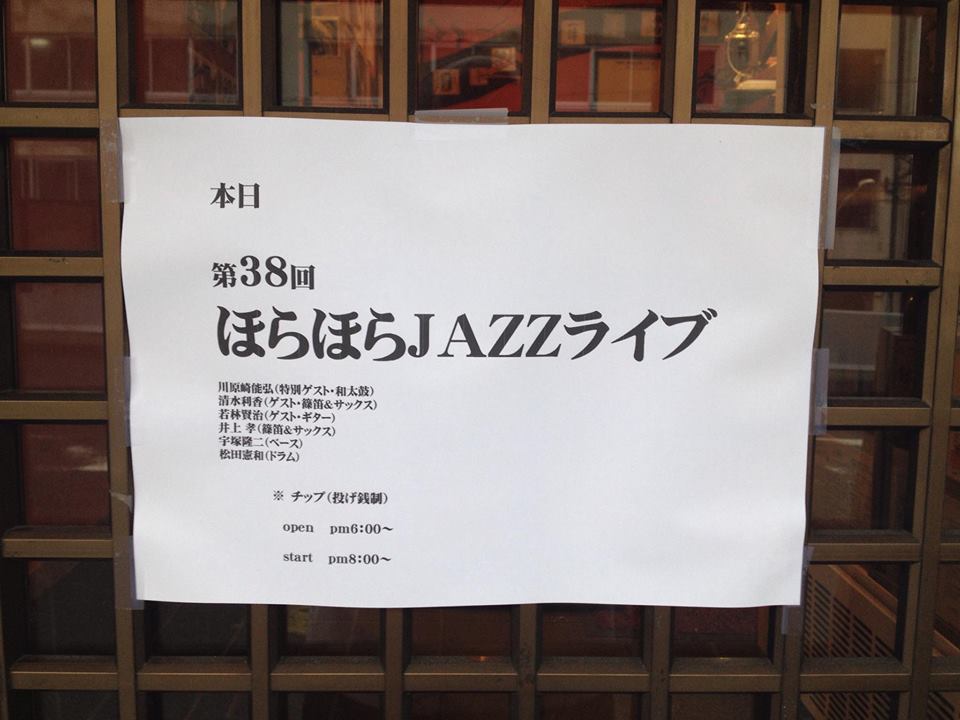 本日
第38回
ほらほらJAZZライブ
川原崎能弘(特別ゲスト・和太鼓)
清水利香(ゲスト・篠笛&サックス)
若林賢治(ゲスト・ギター)
井上 孝(篠笛&サックス)
宇塚隆二(ベース)
松田憲和(ドラム)
※ チップ(投げ銭制)
open pm6:00～
start pm8:00～